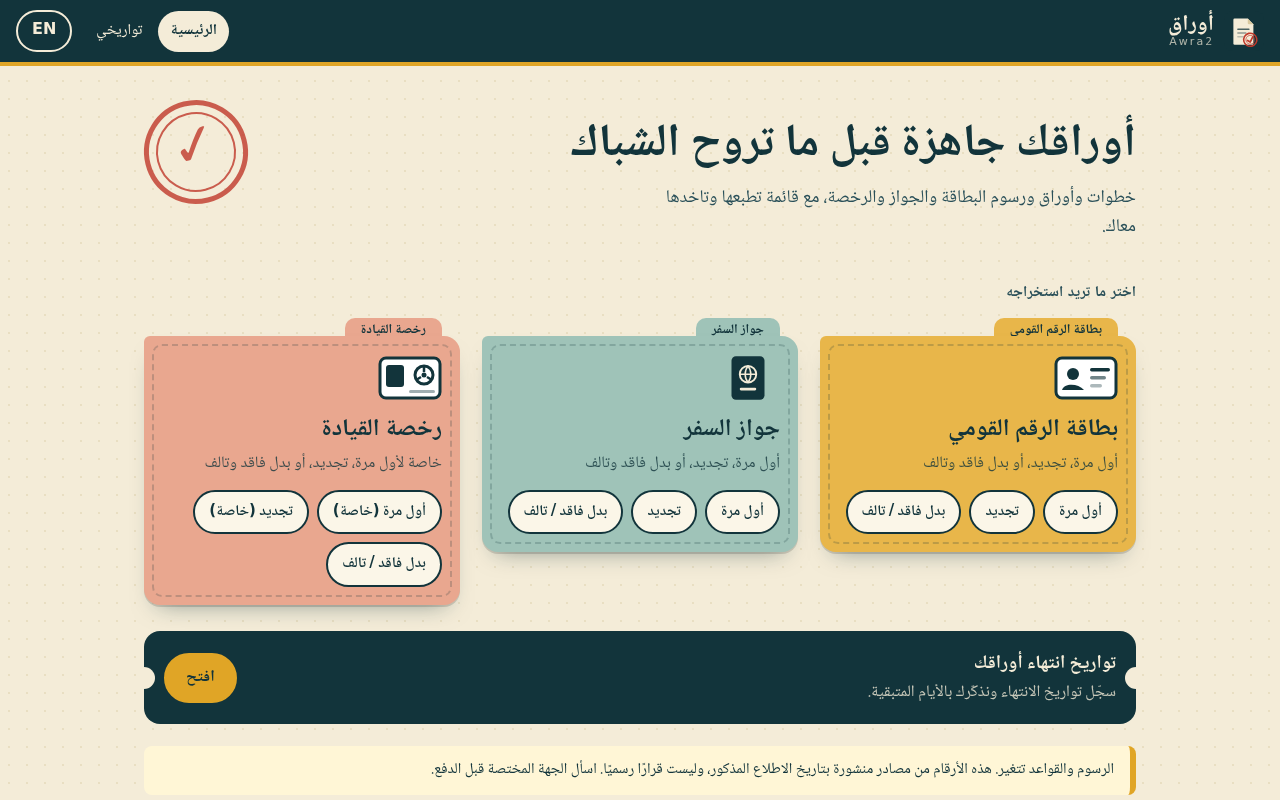 أوراق
Awra2
الرئيسية
تواريخي
EN
أوراقك جاهزة قبل ما تروح الشباك
خطوات وأوراق ورسوم البطاقة والجواز والرخصة، مع قائمة تطبعها وتاخدها
معاك.
اختر ما تريد استخراجه
بطاقة الرقم القومي
بطاقة الرقم القومي
أول مرة، تجديد، أو بدل فاقد وتالف
أول مرة
تجديد
بدل فاقد / تالف
جواز السفر
جواز السفر
أول مرة، تجديد، أو بدل فاقد وتالف
أول مرة
تجديد
بدل فاقد / تالف
رخصة القيادة
رخصة القيادة
خاصة لأول مرة، تجديد، أو بدل فاقد وتالف
أول مرة (خاصة)
تجديد (خاصة)
بدل فاقد / تالف
تواريخ انتهاء أوراقك
سجّل تواريخ الانتهاء ونذكّرك بالأيام المتبقية.
افتح
الرسوم والقواعد تتغير. هذه الأرقام من مصادر منشورة بتاريخ الاطلاع المذكور، وليست قرارًا رسميًا. اسأل الجهة المختصة قبل الدفع.